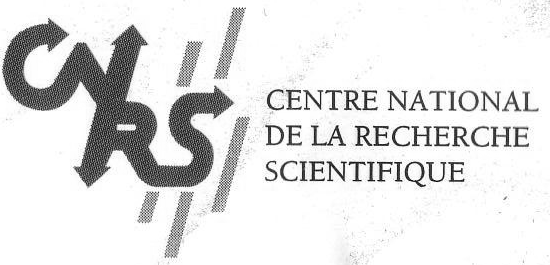 CNRS
CENTRE NATIONAL
DE LA RECHERCHE
SCIENTIFIQUE